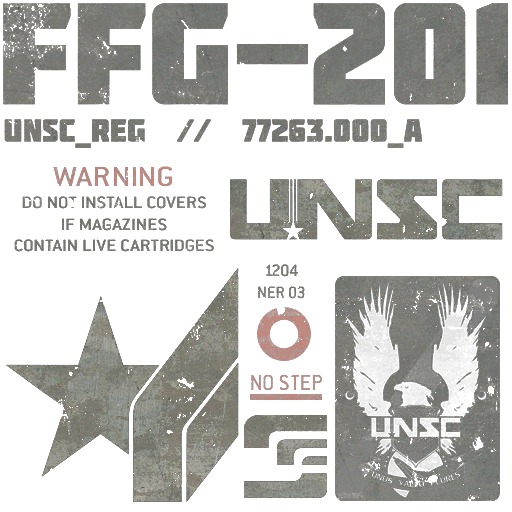 FFG-201
UNSC_REG // 77263.000_A
WARNING
DO NOT INSTALL COVERS
IF MAGAZINES
CONTAIN LIVE CARTRIDGES
UNSC
1204
NER 03
NO STEP
UNSC